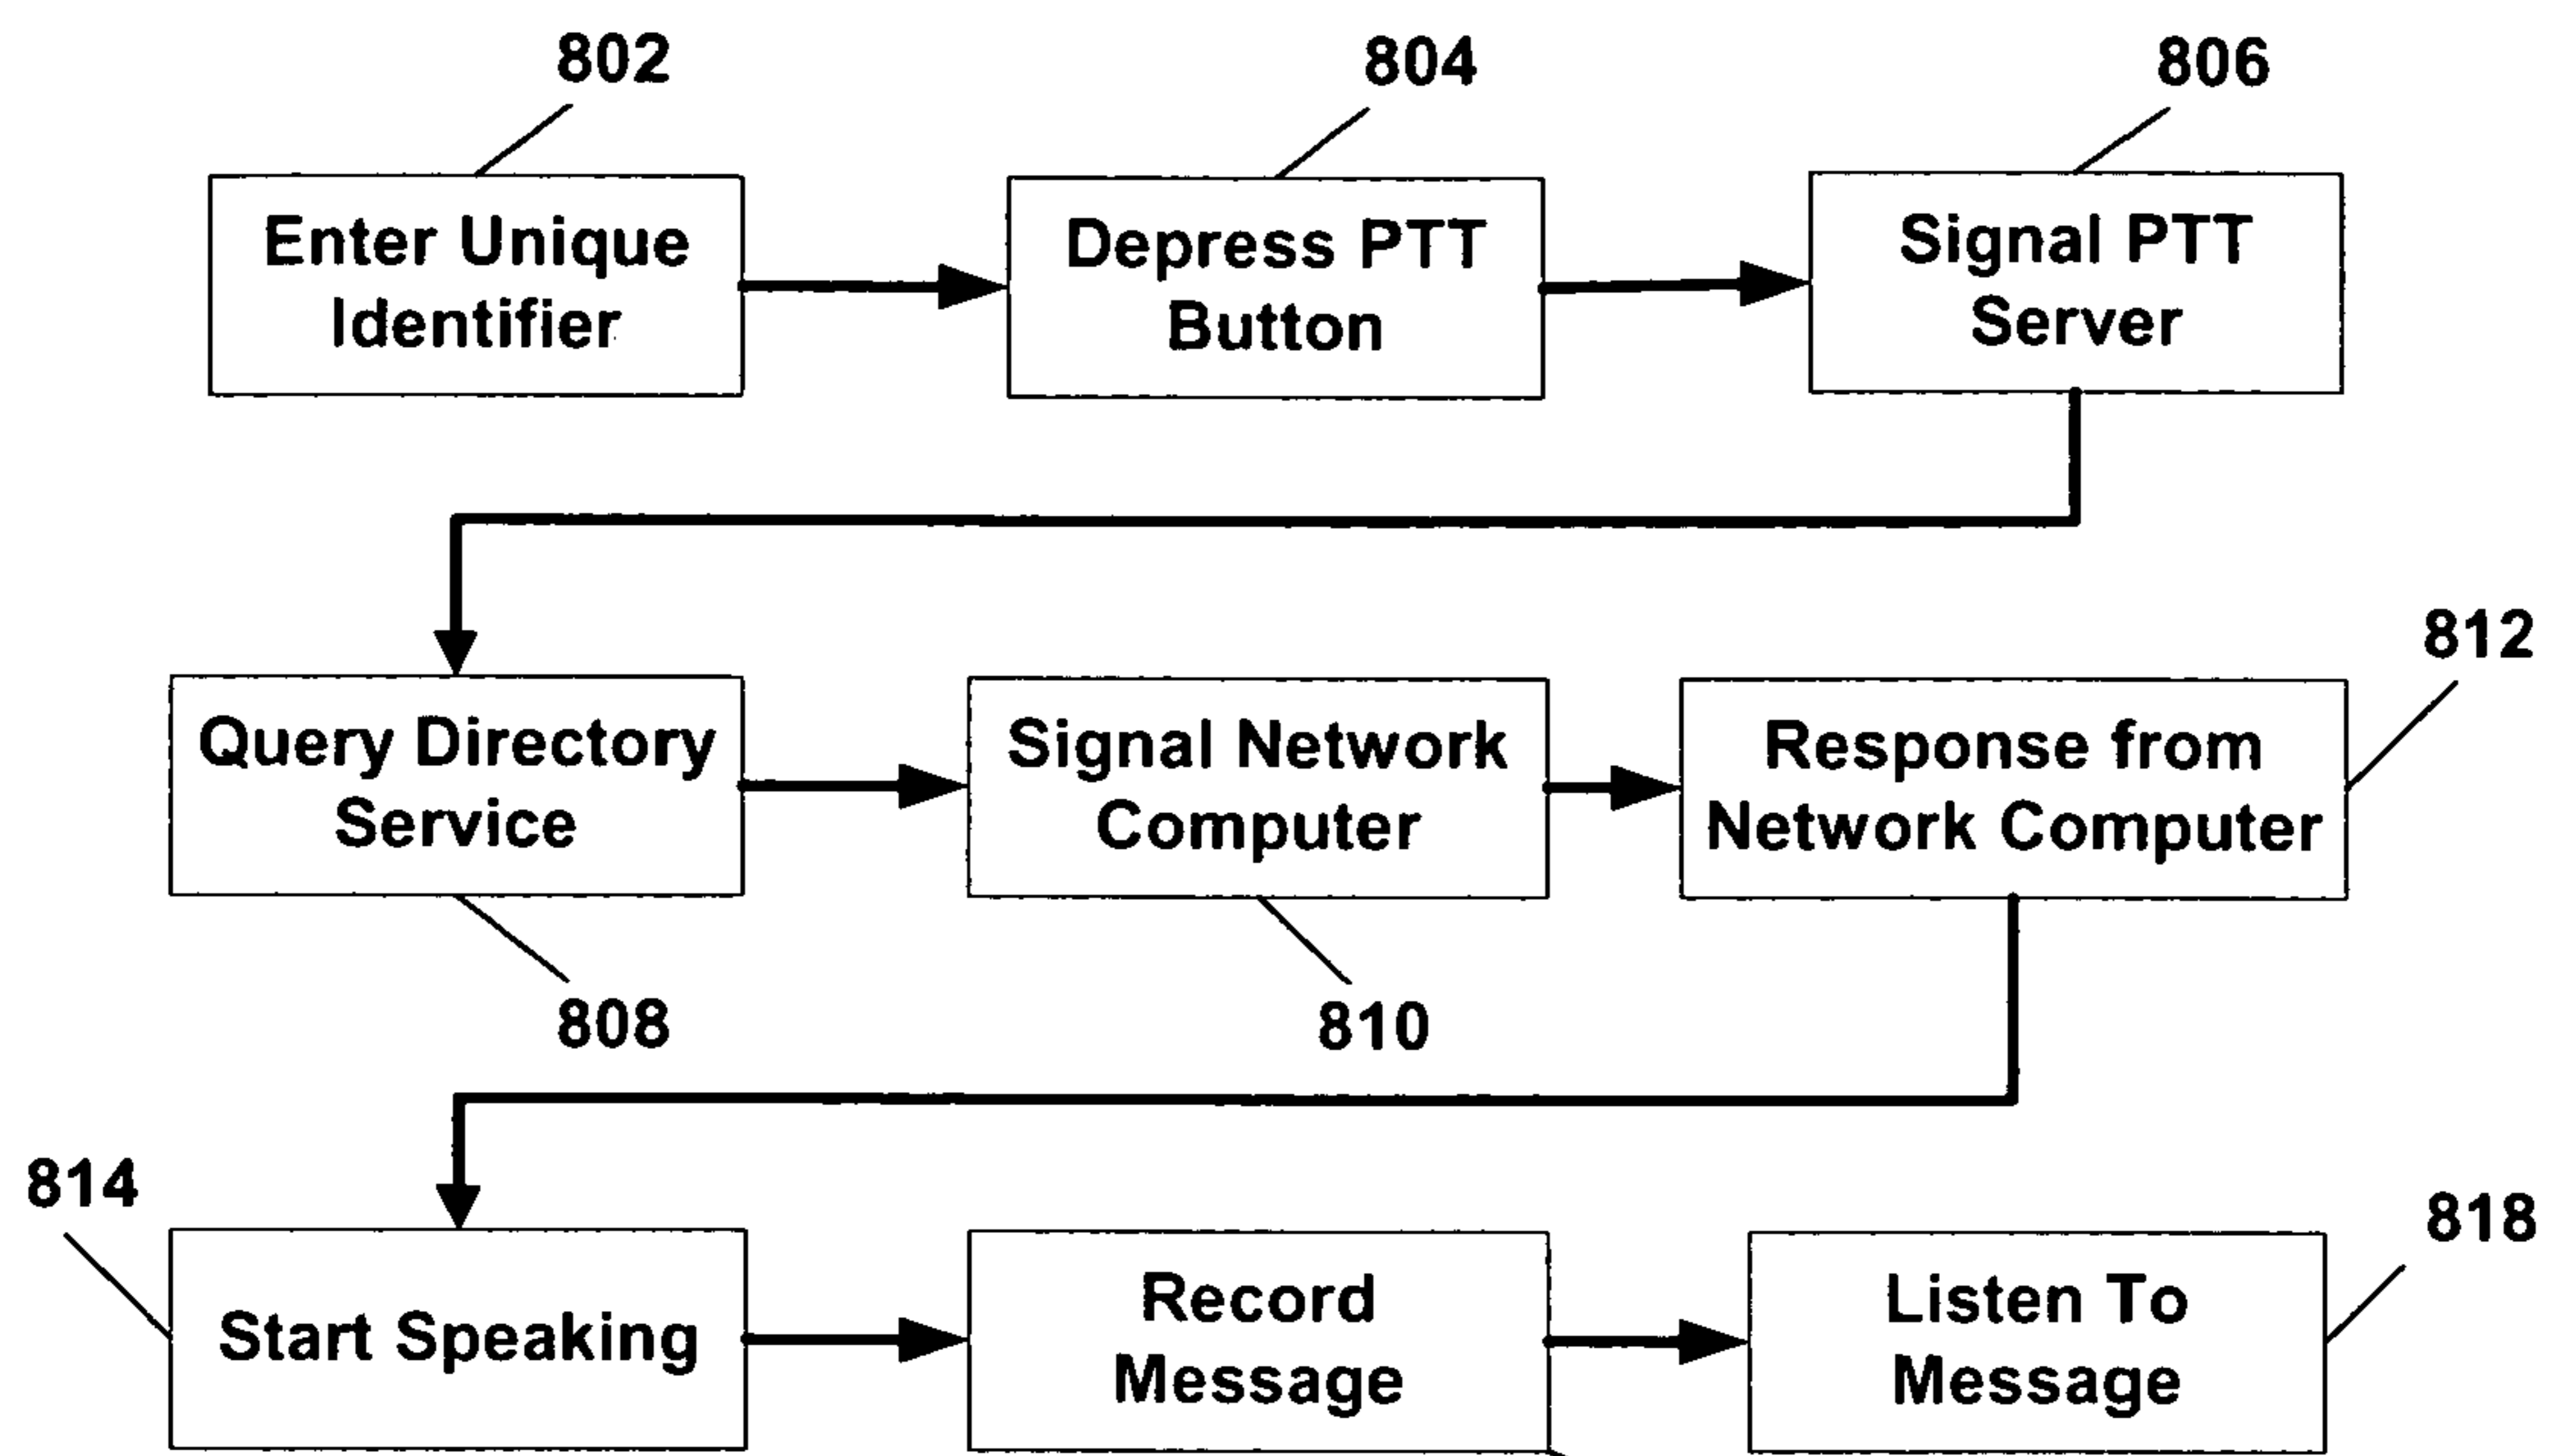 802
804
806
Enter Unique
Identifier
Depress PTT
Button
Signal PTT
Server
812
Query Directory
Service
Signal Network
Computer
Response from
Network Computer
808
810
814
818
Start Speaking
Record
Message
Listen To
Message